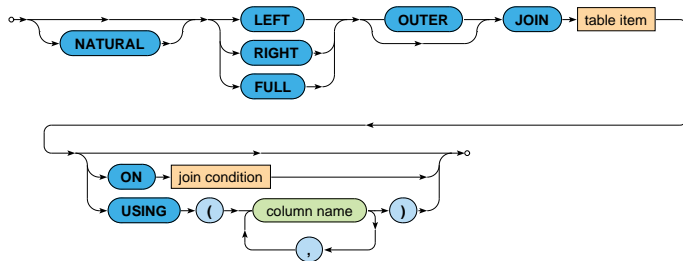 LEFT OUTER JOIN table item
NATURAL RIGHT
FULL
ON join condition
USING ( column name )
,